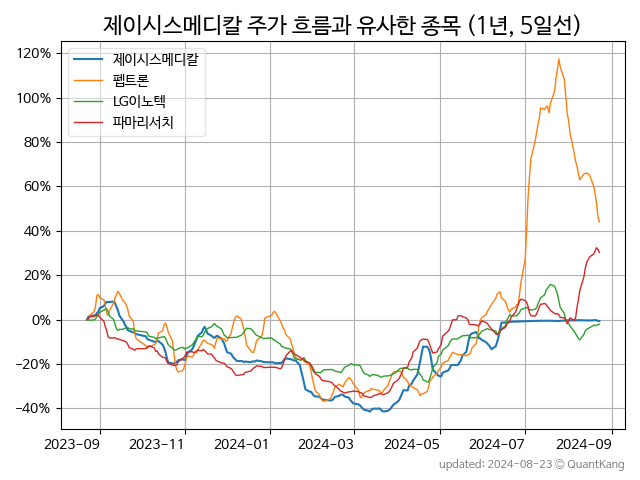 제이시스메디칼 주가 흐름과 유사한 종목 (1년, 5일선)
120%
100%
80%
60%
40%
20%
0%
−20%
−40%
제이시스메디칼
펩트론
LG이노텍
파마리서치
2023-09
2023-11
2024-01
2024-03
2024-05
2024-07
2024-09
updated: 2024-08-23 © QuantKang